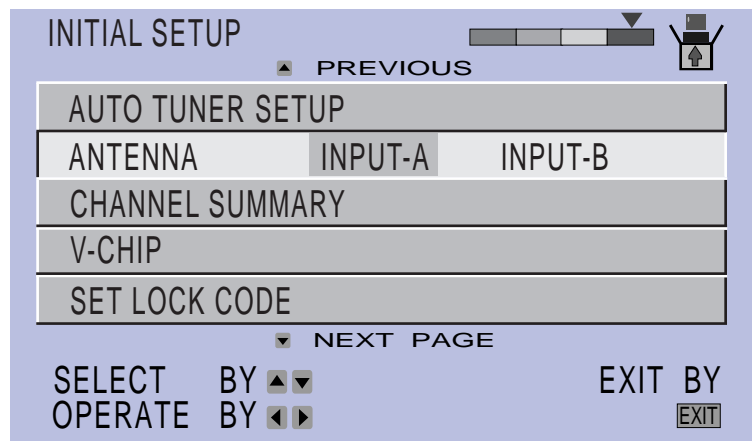 INITIAL SETUP
PREVIOUS
AUTO TUNER SETUP
ANTENNA INPUT-A INPUT-B
CHANNEL SUMMARY
V-CHIP
SET LOCK CODE
NEXT PAGE
SELECT BY EXIT BY
OPERATE BY EXIT